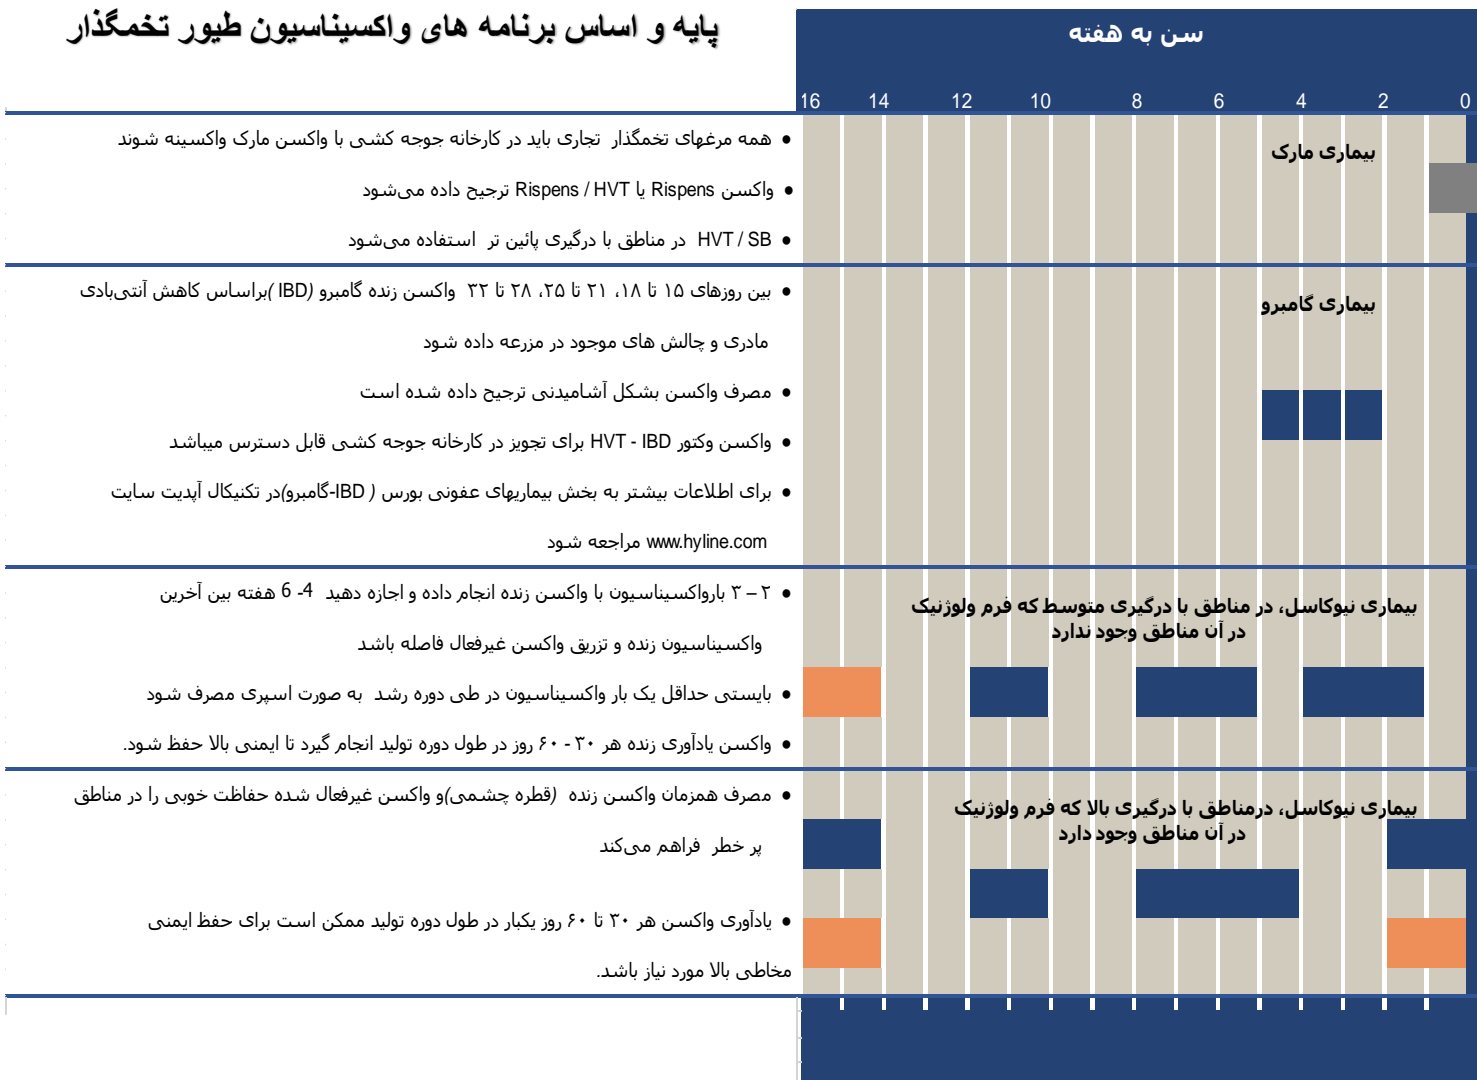 پایه و اساس برنامه های واکسیناسیون طیور تخمگذار
سن به هفته
16 14 12 10 8 6 4 2 0
بیماری مارک
● همه مرغهای تخمگذار تجاری باید در کارخانه جوجه کشی با واکسن مارک واکسینه شوند
● واکسن Rispens یا Rispens / HVT ترجیح داده می‌شود
● HVT / SB در مناطق با درگیری پائین تر استفاده می‌شود
بیماری گامبرو
● بین روزهای ۱۵ تا ۱۸، ۲۱ تا ۲۵، ۲۸ تا ۳۲ واکسن زنده گامبرو (IBD )براساس کاهش آنتی‌بادی
مادری و چالش های موجود در مزرعه داده شود
● مصرف واکسن بشکل آشامیدنی ترجیح داده شده است
● واکسن وکتور HVT - IBD برای تجویز در کارخانه جوجه کشی قابل دسترس میباشد
● برای اطلاعات بیشتر به بخش بیماریهای عفونی بورس ( IBD-گامبرو)در تکنیکال آپدیت سایت
www.hyline.com مراجعه شود
بیماری نیوکاسل، در مناطق با درگیری متوسط که فرم ولوژنیک
در آن مناطق وجود ندارد
● ۲ – ۳ بارواکسیناسیون با واکسن زنده انجام داده و اجازه دهید 4- 6 هفته بین آخرین
واکسیناسیون زنده و تزریق واکسن غیرفعال فاصله باشد
● بایستی حداقل یک بار واکسیناسیون در طی دوره رشد به صورت اسپری مصرف شود
● واکسن یادآوری زنده هر ۳۰ - ۶۰ روز در طول دوره تولید انجام گیرد تا ایمنی بالا حفظ شود.
بیماری نیوکاسل، درمناطق با درگیری بالا که فرم ولوژنیک
در آن مناطق وجود دارد
● مصرف همزمان واکسن زنده (قطره چشمی)و واکسن غیرفعال شده حفاظت خوبی را در مناطق
پر خطر فراهم می‌کند
● یادآوری واکسن هر ۳۰ تا ۶۰ روز یکبار در طول دوره تولید ممکن است برای حفظ ایمنی
مخاطی بالا مورد نیاز باشد.